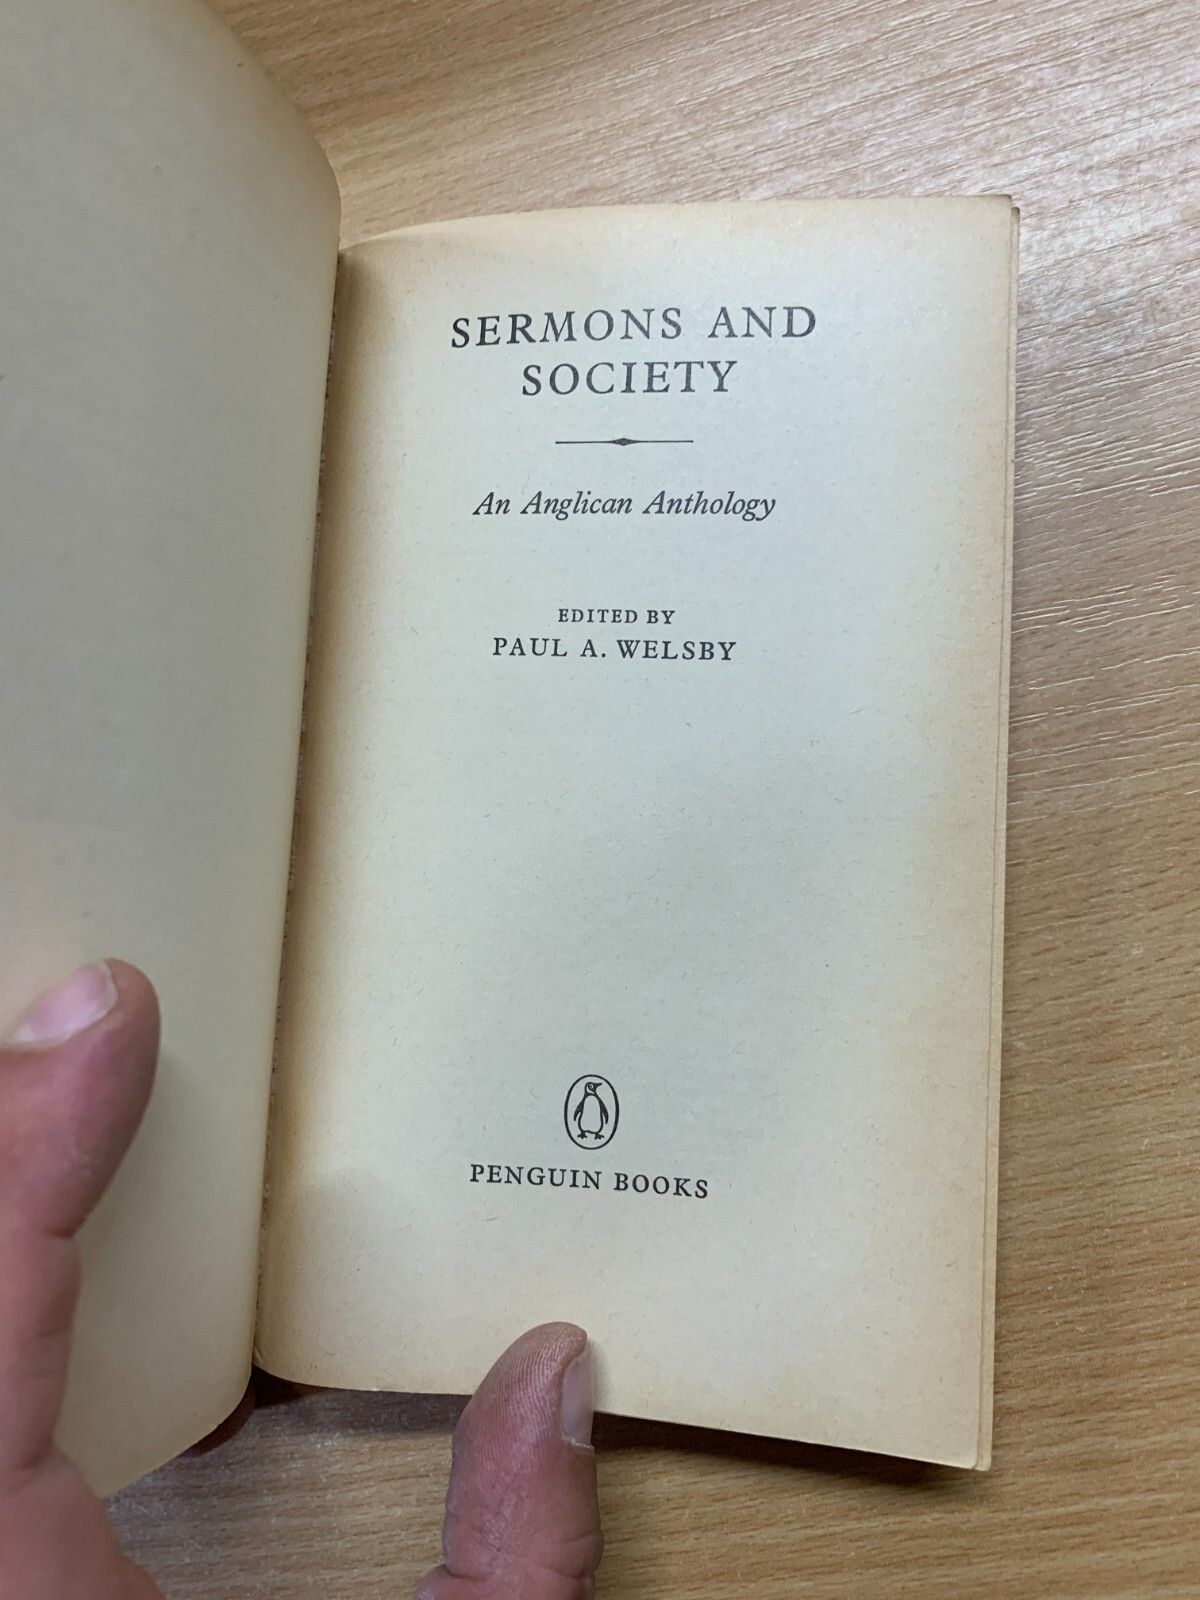 SERMONS AND
SOCIETY
An Anglican Anthology
EDITED BY
PAUL A. WELSBY
PENGUIN BOOKS